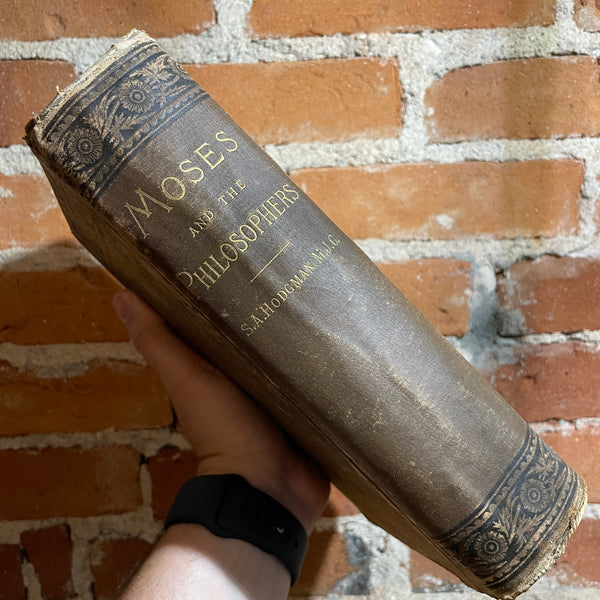 MOSES
AND THE
PHILOSOPHERS
S.A. HODGMAN, M.,C.